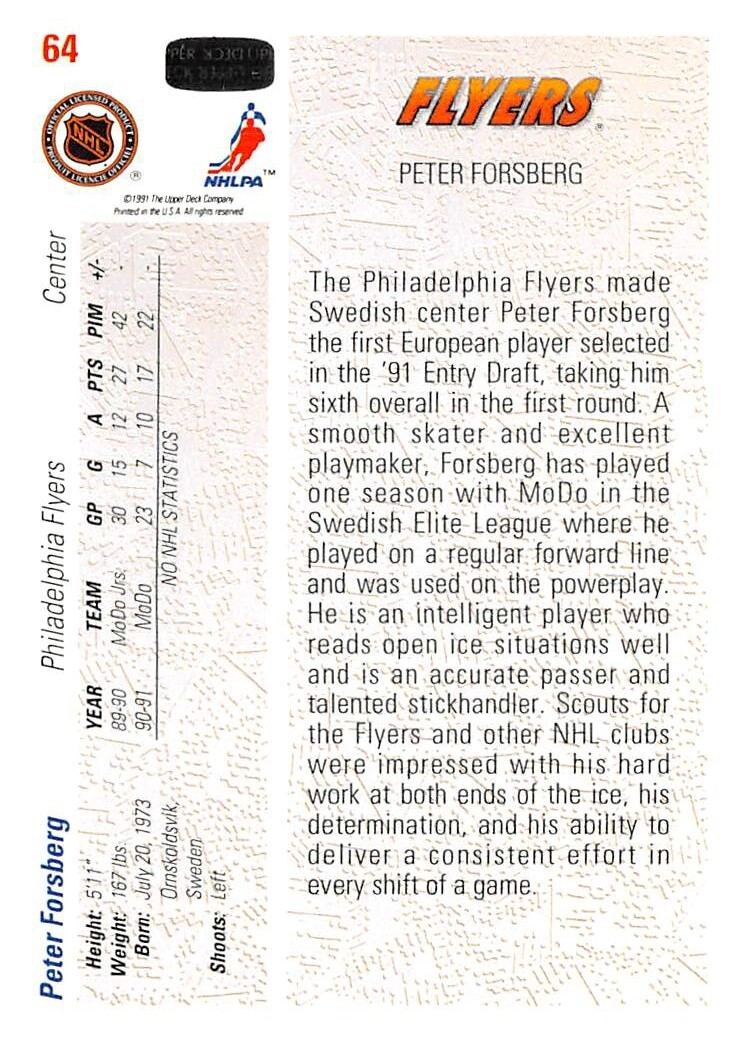 64
OFFICIAL LICENSED PRODUCT
NHL
PRODUIT LICENCIE OFFICIEL
®
NHLPA™
©1991 The Upper Deck Company
Printed in the U.S.A. All rights reserved
Peter Forsberg Philadelphia Flyers Center
Height: 5'11"
Weight: 167 lbs.
Born: July 20, 1973
Ornskoldsvik,
Sweden
Shoots: Left
YEAR TEAM GP G A PTS PIM +/-
89-90 MoDo Jrs. 30 15 12 27 42 -
90-91 MoDo 23 7 10 17 22 -
NO NHL STATISTICS
FLYERS®
PETER FORSBERG
The Philadelphia Flyers made
Swedish center Peter Forsberg
the first European player selected
in the '91 Entry Draft, taking him
sixth overall in the first round. A
smooth skater and excellent
playmaker, Forsberg has played
one season with MoDo in the
Swedish Elite League where he
played on a regular forward line
and was used on the powerplay.
He is an intelligent player who
reads open ice situations well
and is an accurate passer and
talented stickhandler. Scouts for
the Flyers and other NHL clubs
were impressed with his hard
work at both ends of the ice, his
determination, and his ability to
deliver a consistent effort in
every shift of a game.